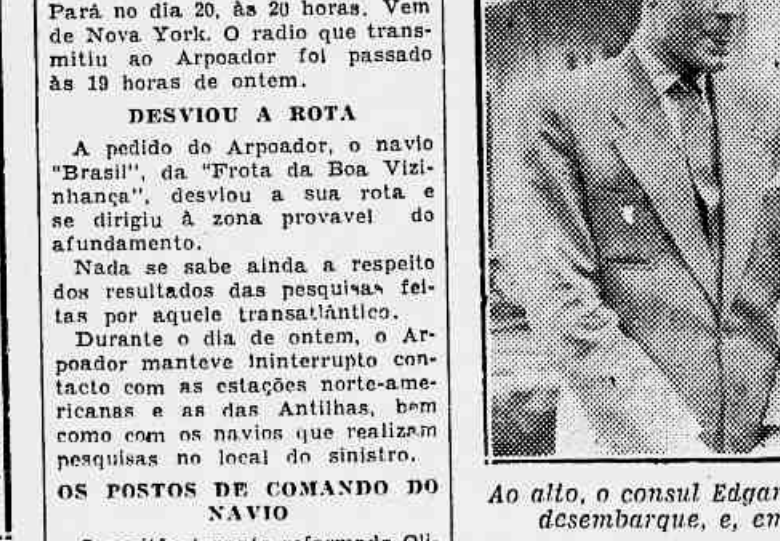 Pará no dia 20, às 20 horas. Vem
de Nova York. O radio que trans-
mitiu ao Arpoador foi passado
às 19 horas de ontem.
DESVIOU A ROTA
A pedido do Arpoador, o navio
"Brasil", da "Frota da Boa Vizi-
nhança", desviou a sua rota e
se dirigiu à zona provavel do
afundamento.
Nada se sabe ainda a respeito
dos resultados das pesquisas fei-
tas por aquele transatlântico.
Durante o dia de ontem, o Ar-
poador manteve ininterrupto con-
tacto com as estações norte-ame-
ricanas e as das Antilhas, bem
como com os navios que realizam
pesquisas no local do sinistro.
OS POSTOS DE COMANDO DO
NAVIO
reformado Oli-
Ao alto, o consul Edgar
desembarque, e, em